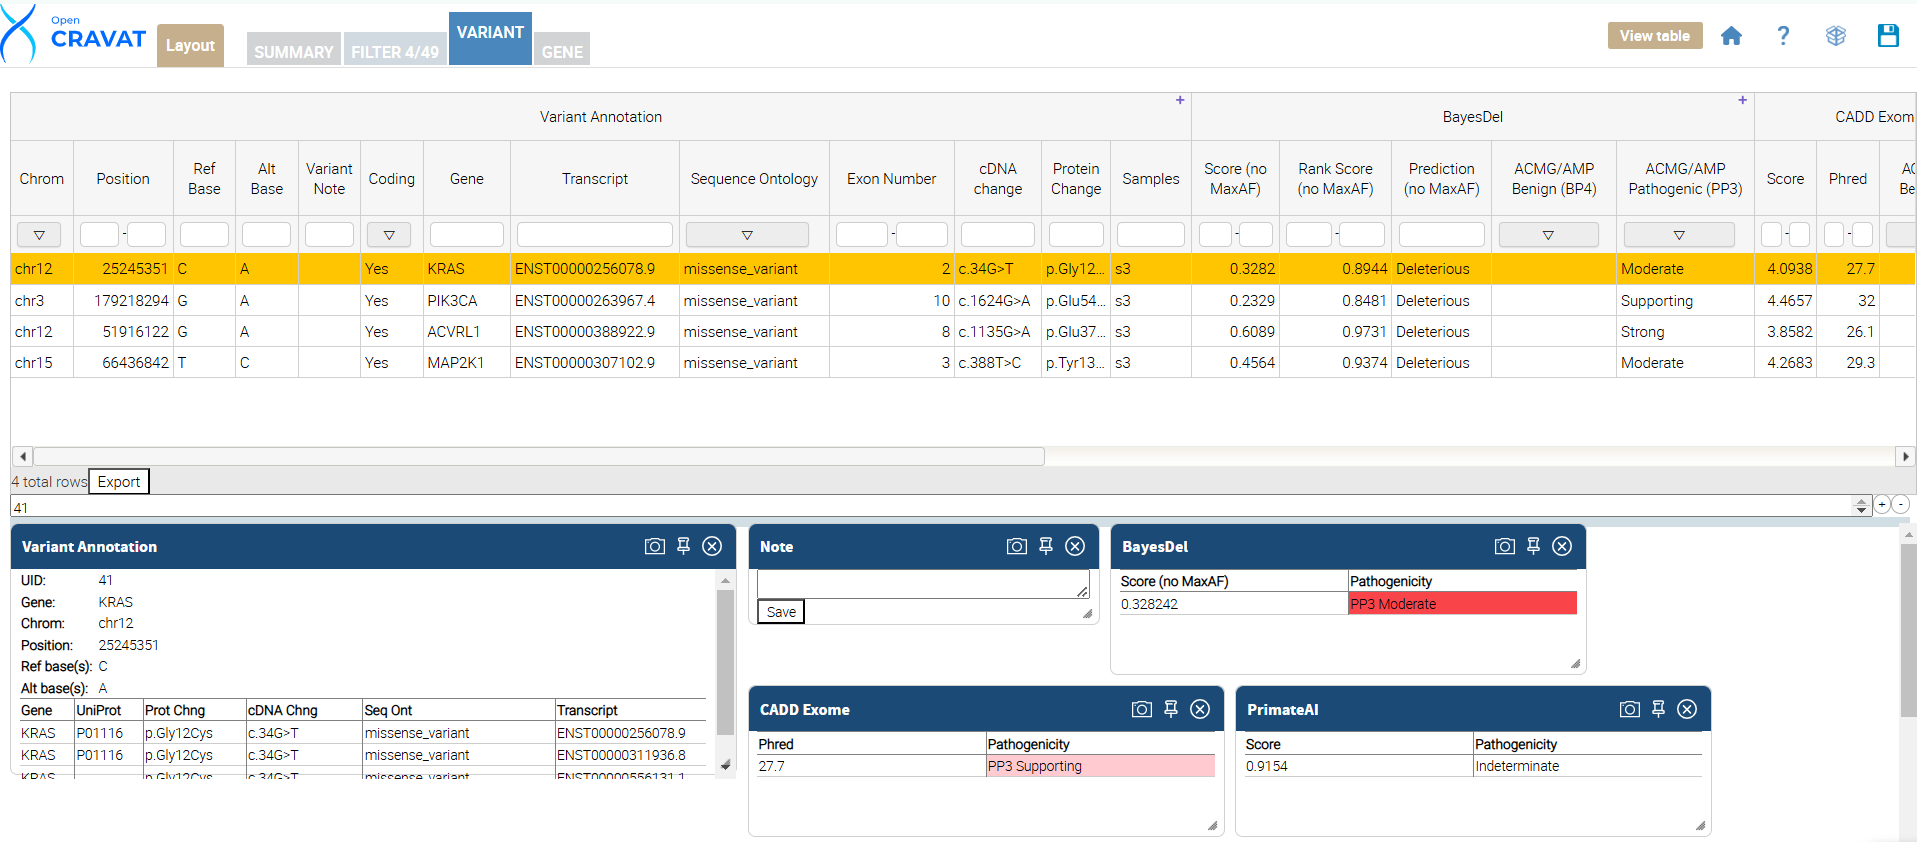 Open
CRAVAT
Layout
SUMMARY
FILTER 4/49
VARIANT
GENE
View table
?
Variant Annotation +
BayesDel +
CADD Exom
Chrom Position Ref Base Alt Base Variant Note Coding Gene Transcript Sequence Ontology Exon Number cDNA change Protein Change Samples Score (no MaxAF) Rank Score (no MaxAF) Prediction (no MaxAF) ACMG/AMP Benign (BP4) ACMG/AMP Pathogenic (PP3) Score Phred AC Be
- - - - - -
chr12 25245351 C A Yes KRAS ENST00000256078.9 missense_variant 2 c.34G>T p.Gly12... s3 0.3282 0.8944 Deleterious Moderate 4.0938 27.7
chr3 179218294 G A Yes PIK3CA ENST00000263967.4 missense_variant 10 c.1624G>A p.Glu54... s3 0.2329 0.8481 Deleterious Supporting 4.4657 32
chr12 51916122 G A Yes ACVRL1 ENST00000388922.9 missense_variant 8 c.1135G>A p.Glu37... s3 0.6089 0.9731 Deleterious Strong 3.8582 26.1
chr15 66436842 T C Yes MAP2K1 ENST00000307102.9 missense_variant 3 c.388T>C p.Tyr13... s3 0.4564 0.9374 Deleterious Moderate 4.2683 29.3
4 total rows Export
41 + -
Variant Annotation
UID: 41
Gene: KRAS
Chrom: chr12
Position: 25245351
Ref base(s): C
Alt base(s): A
Gene UniProt Prot Chng cDNA Chng Seq Ont Transcript
KRAS P01116 p.Gly12Cys c.34G>T missense_variant ENST00000256078.9
KRAS P01116 p.Gly12Cys c.34G>T missense_variant ENST00000311936.8
KRAS p.Gly12Cys c.34G>T missense_variant ENST00000556131.1
Note
Save
BayesDel
Score (no MaxAF) Pathogenicity
0.328242 PP3 Moderate
CADD Exome
Phred Pathogenicity
27.7 PP3 Supporting
PrimateAI
Score Pathogenicity
0.9154 Indeterminate